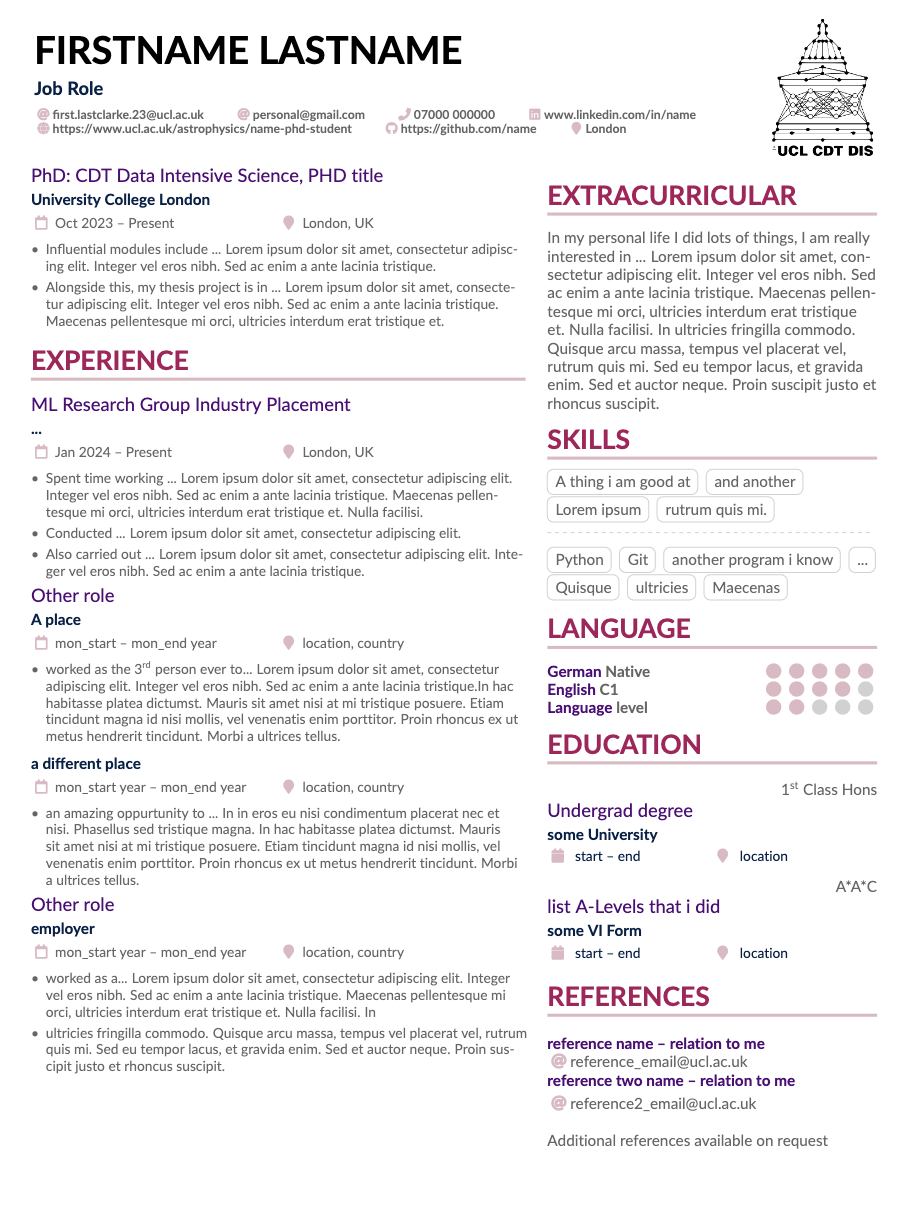 FIRSTNAME LASTNAME
Job Role
first.lastclarke.23@ucl.ac.uk personal@gmail.com 07000 000000 www.linkedin.com/in/name
https://www.ucl.ac.uk/astrophysics/name-phd-student https://github.com/name London
UCL CDT DIS
PhD: CDT Data Intensive Science, PHD title
University College London
Oct 2023 – Present London, UK
• Influential modules include ... Lorem ipsum dolor sit amet, consectetur adipisc-
ing elit. Integer vel eros nibh. Sed ac enim a ante lacinia tristique.
• Alongside this, my thesis project is in ... Lorem ipsum dolor sit amet, consecte-
tur adipiscing elit. Integer vel eros nibh. Sed ac enim a ante lacinia tristique.
Maecenas pellentesque mi orci, ultricies interdum erat tristique et.
EXPERIENCE
ML Research Group Industry Placement
...
Jan 2024 – Present London, UK
• Spent time working ... Lorem ipsum dolor sit amet, consectetur adipiscing elit.
Integer vel eros nibh. Sed ac enim a ante lacinia tristique. Maecenas pellen-
tesque mi orci, ultricies interdum erat tristique et. Nulla facilisi.
• Conducted ... Lorem ipsum dolor sit amet, consectetur adipiscing elit.
• Also carried out ... Lorem ipsum dolor sit amet, consectetur adipiscing elit. Inte-
ger vel eros nibh. Sed ac enim a ante lacinia tristique.
Other role
A place
mon_start – mon_end year location, country
• worked as the 3rd person ever to... Lorem ipsum dolor sit amet, consectetur
adipiscing elit. Integer vel eros nibh. Sed ac enim a ante lacinia tristique.In hac
habitasse platea dictumst. Mauris sit amet nisi at mi tristique posuere. Etiam
tincidunt magna id nisi mollis, vel venenatis enim porttitor. Proin rhoncus ex ut
metus hendrerit tincidunt. Morbi a ultrices tellus.
a different place
mon_start year – mon_end year location, country
• an amazing oppurtunity to ... In in eros eu nisi condimentum placerat nec et
nisi. Phasellus sed tristique magna. In hac habitasse platea dictumst. Mauris
sit amet nisi at mi tristique posuere. Etiam tincidunt magna id nisi mollis, vel
venenatis enim porttitor. Proin rhoncus ex ut metus hendrerit tincidunt. Morbi
a ultrices tellus.
Other role
employer
mon_start year – mon_end year location, country
• worked as a... Lorem ipsum dolor sit amet, consectetur adipiscing elit. Integer
vel eros nibh. Sed ac enim a ante lacinia tristique. Maecenas pellentesque mi
orci, ultricies interdum erat tristique et. Nulla facilisi. In
• ultricies fringilla commodo. Quisque arcu massa, tempus vel placerat vel, rutrum
quis mi. Sed eu tempor lacus, et gravida enim. Sed et auctor neque. Proin sus-
cipit justo et rhoncus suscipit.
EXTRACURRICULAR
In my personal life I did lots of things, I am really
interested in ... Lorem ipsum dolor sit amet, con-
sectetur adipiscing elit. Integer vel eros nibh. Sed
ac enim a ante lacinia tristique. Maecenas pellen-
tesque mi orci, ultricies interdum erat tristique
et. Nulla facilisi. In ultricies fringilla commodo.
Quisque arcu massa, tempus vel placerat vel,
rutrum quis mi. Sed eu tempor lacus, et gravida
enim. Sed et auctor neque. Proin suscipit justo et
rhoncus suscipit.
SKILLS
A thing i am good at and another
Lorem ipsum rutrum quis mi.
Python Git another program i know ...
Quisque ultricies Maecenas
LANGUAGE
German Native
English C1
Language level
EDUCATION
1st Class Hons
Undergrad degree
some University
start – end location
A*A*C
list A-Levels that i did
some VI Form
start – end location
REFERENCES
reference name – relation to me
reference_email@ucl.ac.uk
reference two name – relation to me
reference2_email@ucl.ac.uk
Additional references available on request